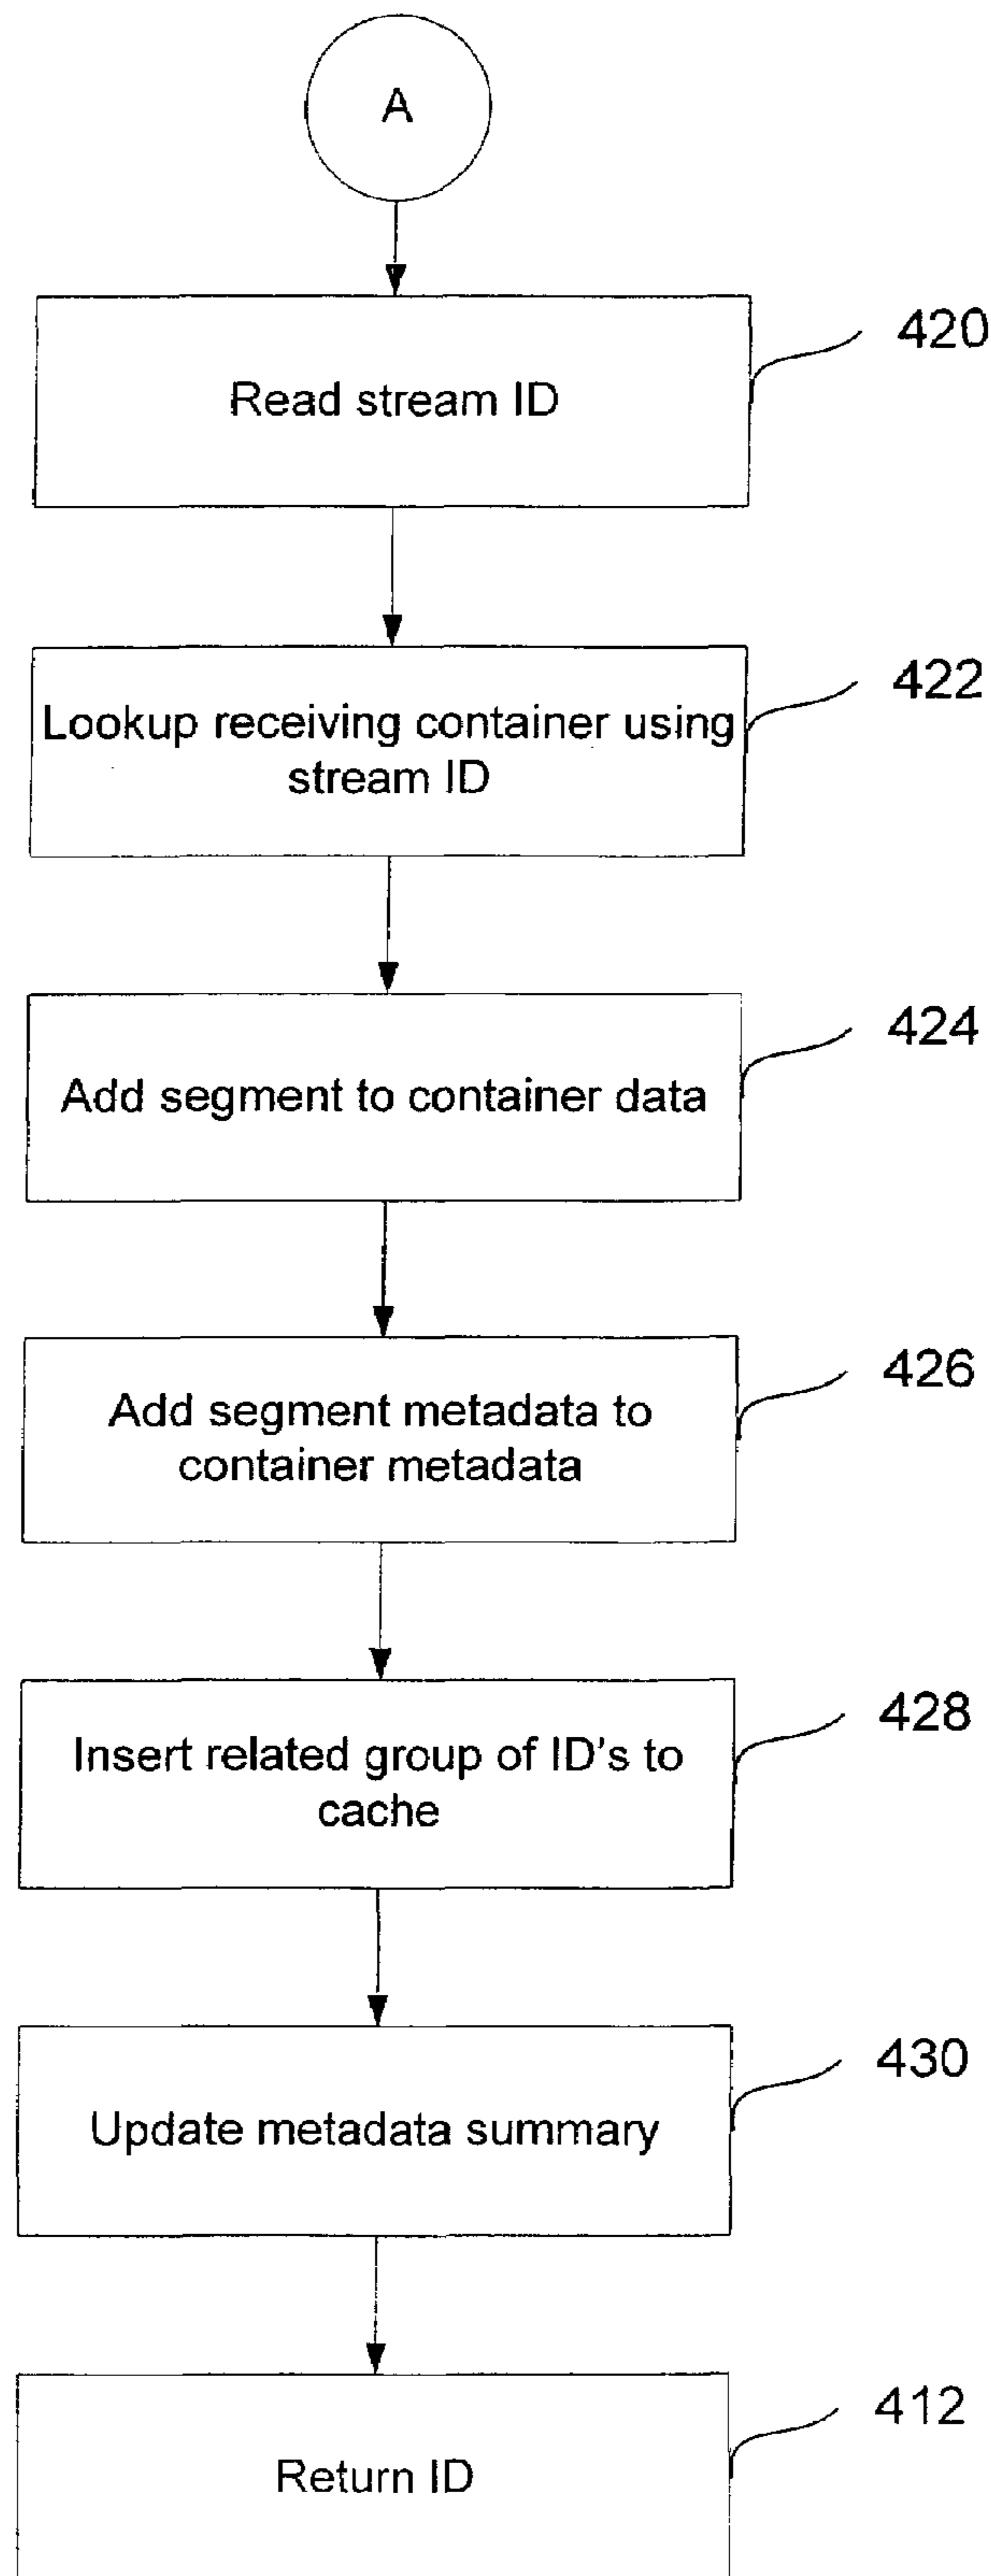 A
420
Read stream ID
422
Lookup receiving container using
stream ID
424
Add segment to container data
426
Add segment metadata to
container metadata
428
Insert related group of ID's to
cache
430
Update metadata summary
412
Return ID